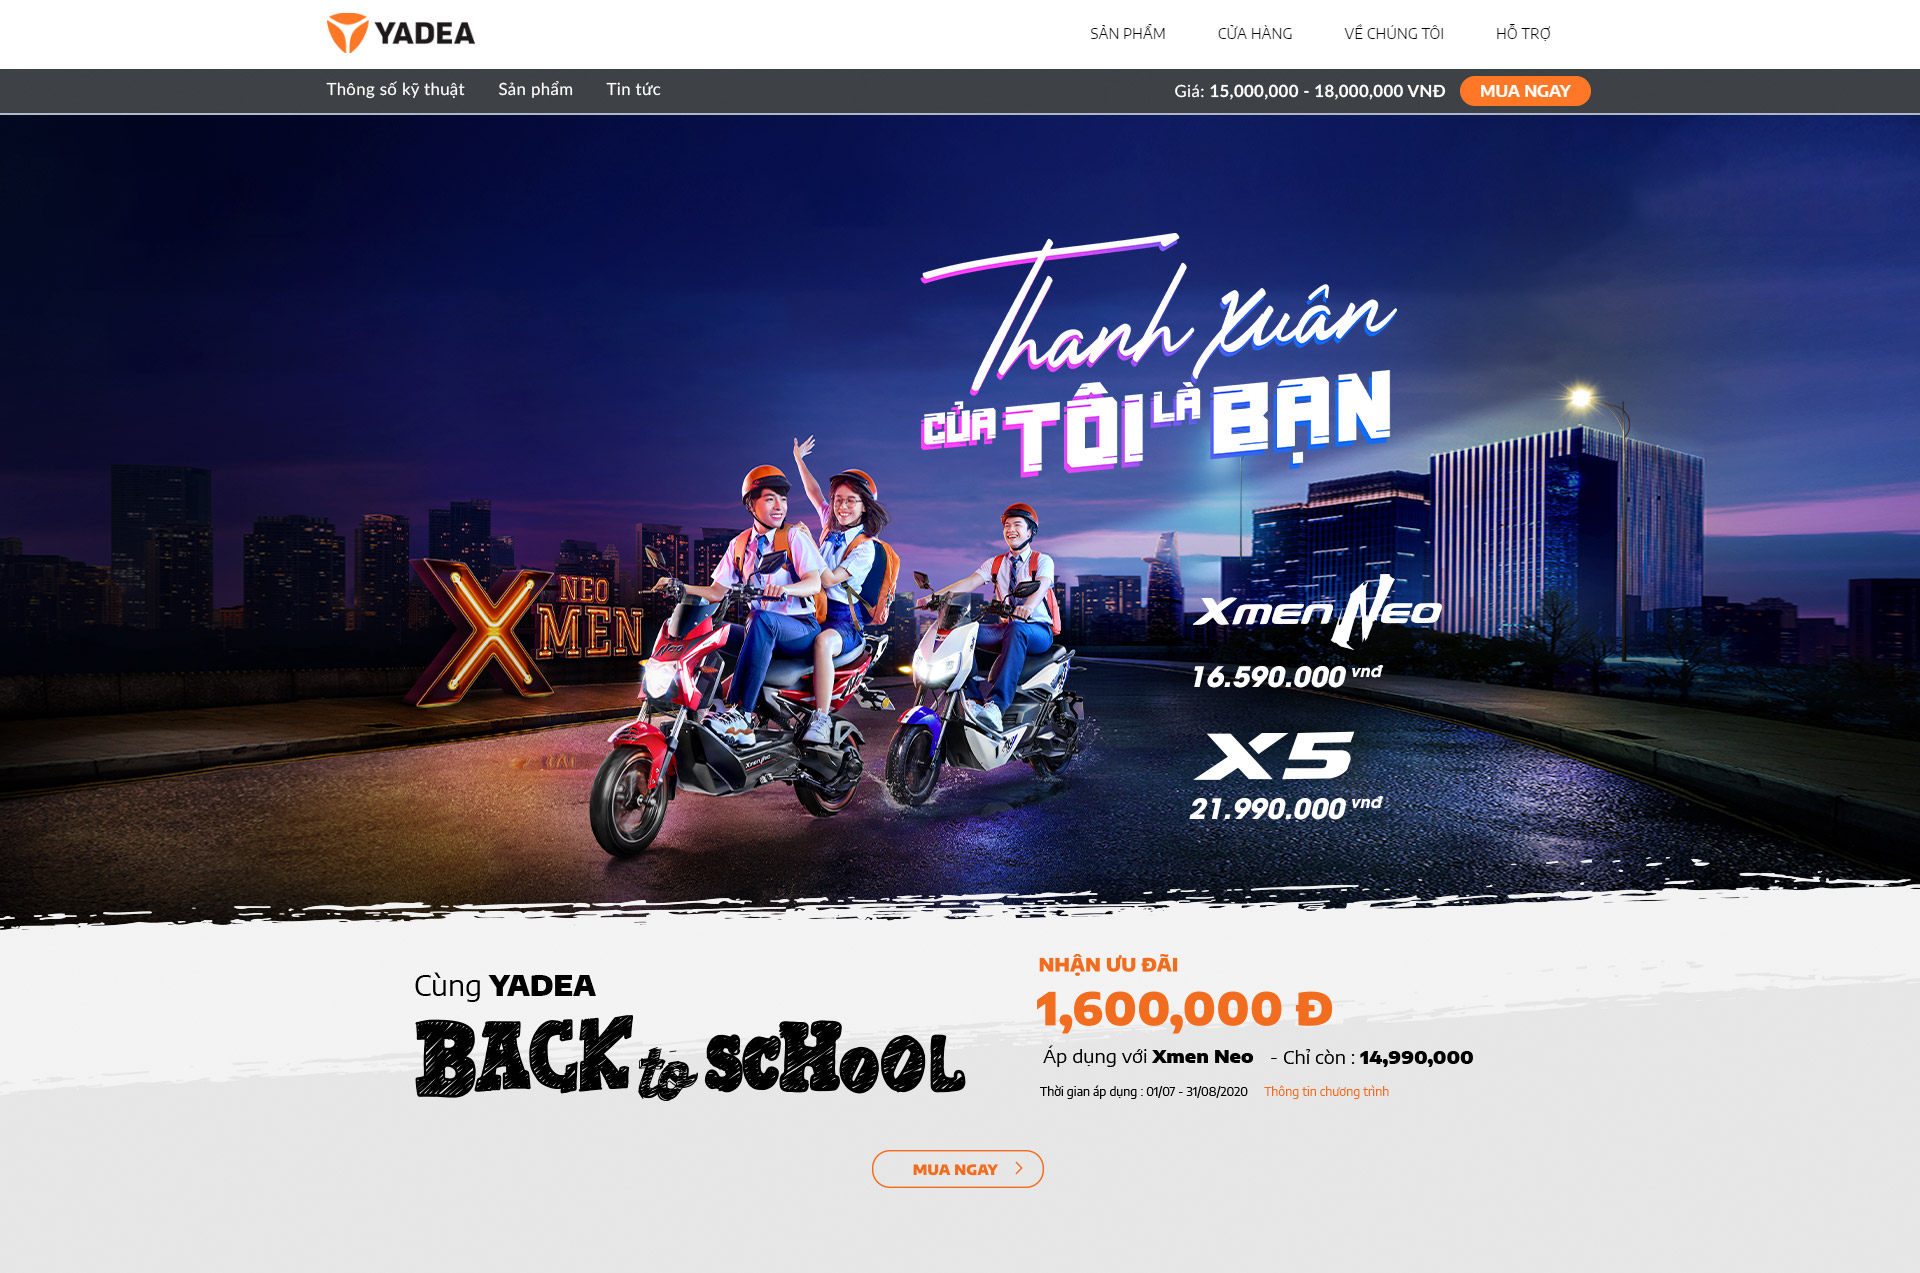 YADEA
SẢN PHẨM CỬA HÀNG VỀ CHÚNG TÔI HỖ TRỢ
Thông số kỹ thuật Sản phẩm Tin tức
Giá: 15,000,000 - 18,000,000 VNĐ MUA NGAY
Thanh Xuân
CỦA TÔI LÀ BẠN
NEO
XMEN
Neo
Xmen Neo
Xmen Neo
16.590.000 vnđ
X5
21.990.000 vnđ
Cùng YADEA
BACK to SCHOOL
NHẬN ƯU ĐÃI
1,600,000 Đ
Áp dụng với Xmen Neo - Chỉ còn : 14,990,000
Thời gian áp dụng : 01/07 - 31/08/2020 Thông tin chương trình
MUA NGAY